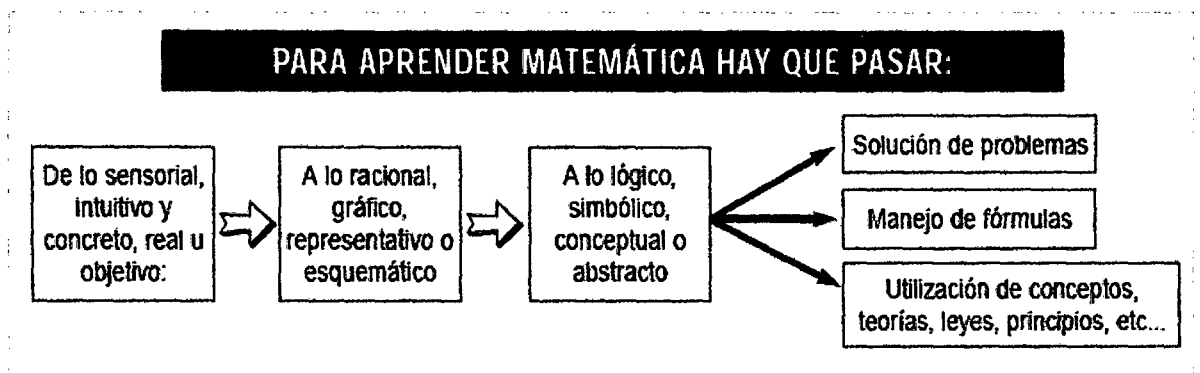 PARA APRENDER MATEMÁTICA HAY QUE PASAR:
De lo sensorial,
intuitivo y
concreto, real u
objetivo:
A lo racional,
gráfico,
representativo o
esquemático
A lo lógico,
simbólico,
conceptual o
abstracto
Solución de problemas
Manejo de fórmulas
Utilización de conceptos,
teorías, leyes, principios, etc...